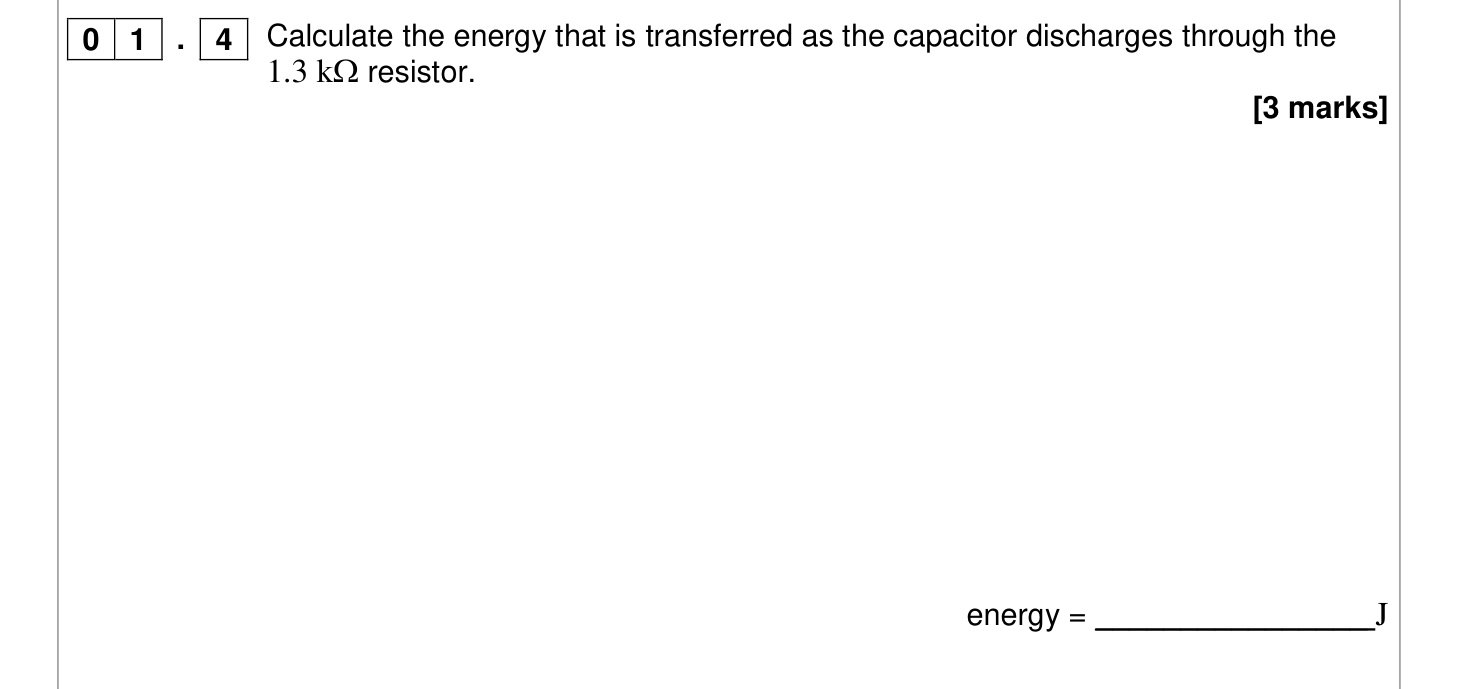 0 1 . 4 Calculate the energy that is transferred as the capacitor discharges through the
1.3 kΩ resistor.
[3 marks]
energy = ____________________J